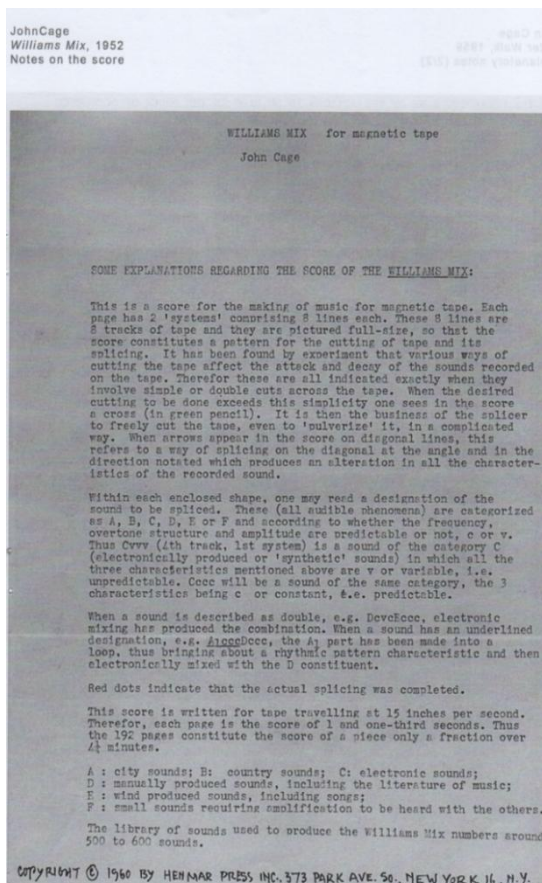 JohnCage
Williams Mix, 1952
Notes on the score
WILLIAMS MIX for magnetic tape
John Cage
SOME EXPLANATIONS REGARDING THE SCORE OF THE WILLIAMS MIX:
This is a score for the making of music for magnetic tape. Each
page has 2 'systems' comprising 8 lines each. These 8 lines are
8 tracks of tape and they are pictured full-size, so that the
score constitutes a pattern for the cutting of tape and its
splicing. It has been found by experiment that various ways of
cutting the tape affect the attack and decay of the sounds recorded
on the tape. Therefor these are all indicated exactly when they
involve simple or double cuts across the tape. When the desired
cutting to be done exceeds this simplicity one sees in the score
a cross (in green pencil). It is then the business of the splicer
to freely cut the tape, even to 'pulverize' it, in a complicated
way. When arrows appear in the score on diagonal lines, this
refers to a way of splicing on the diagonal at the angle and in the
direction notated which produces an alteration in all the character-
istics of the recorded sound.
Within each enclosed shape, one may read a designation of the
sound to be spliced. These (all audible phenomena) are categorized
as A, B, C, D, E or F and according to whether the frequency,
overtone structure and amplitude are predictable or not, c or v.
Thus Cvvv (4th track, 1st system) is a sound of the category C
(electronically produced or 'synthetic' sounds) in which all the
three characteristics mentioned above are v or variable, i.e.
unpredictable. Cccc will be a sound of the same category, the 3
characteristics being c or constant, i.e. predictable.
When a sound is described as double, e.g. DcvcEccc, electronic
mixing has produced the combination. When a sound has an underlined
designation, e.g. A1cccDccc, the A1 part has been made into a
loop, thus bringing about a rhythmic pattern characteristic and then
electronically mixed with the D constituent.
Red dots indicate that the actual splicing was completed.
This score is written for tape travelling at 15 inches per second.
Therefor, each page is the score of 1 and one-third seconds. Thus
the 192 pages constitute the score of a piece only a fraction over
4¼ minutes.
A : city sounds; B: country sounds; C: electronic sounds;
D : manually produced sounds, including the literature of music;
E : wind produced sounds, including songs;
F : small sounds requiring amplification to be heard with the others.
The library of sounds used to produce the Williams Mix numbers around
500 to 600 sounds.
COPYRIGHT © 1960 BY HENMAR PRESS INC., 373 PARK AVE. SO., NEW YORK 16, N.Y.